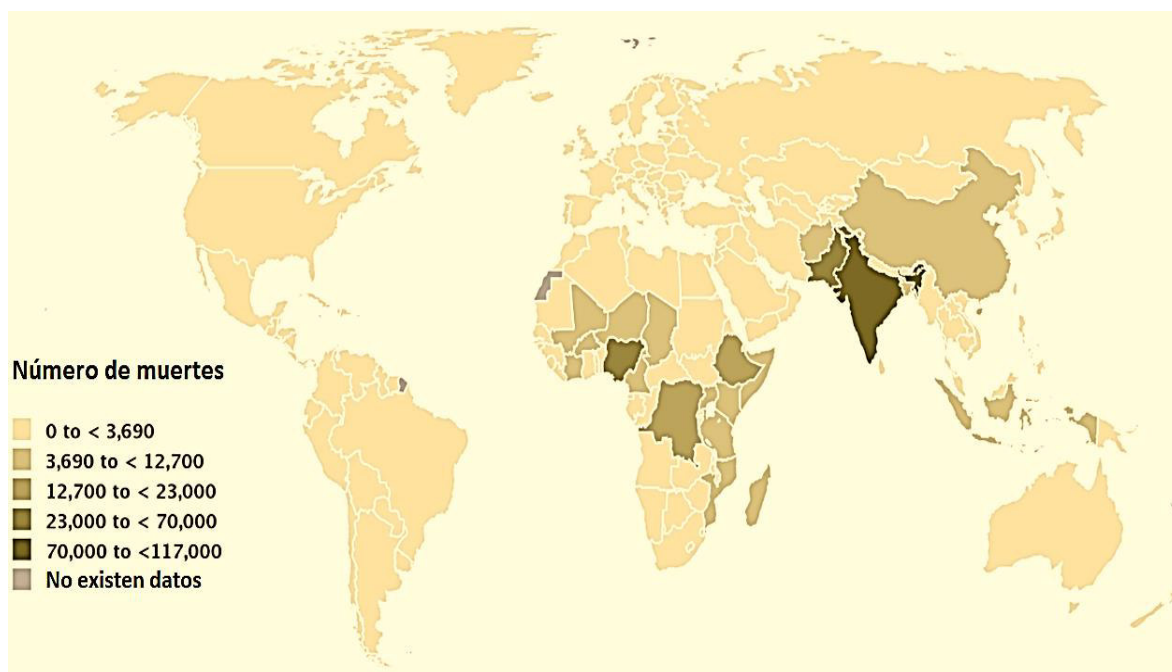 Número de muertes
0 to < 3,690
3,690 to < 12,700
12,700 to < 23,000
23,000 to < 70,000
70,000 to <117,000
No existen datos